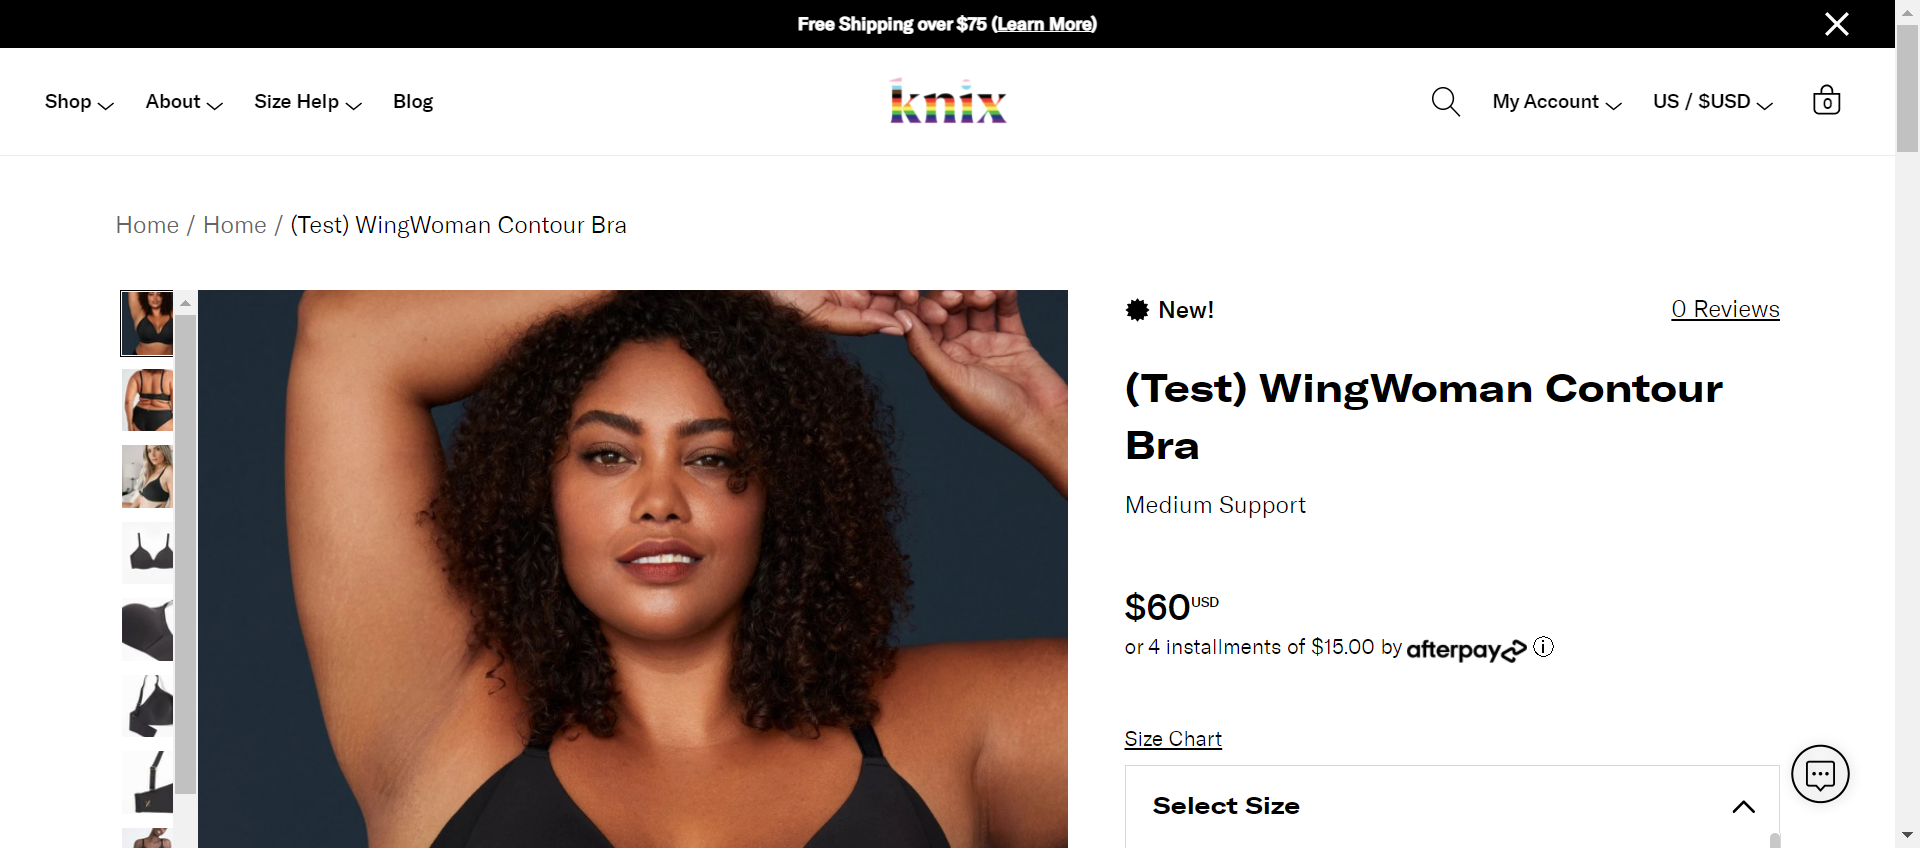 Free Shipping over $75 (Learn More)
Shop About Size Help Blog
knix
My Account US / $USD 0
Home / Home / (Test) WingWoman Contour Bra
New!
0 Reviews
(Test) WingWoman Contour
Bra
Medium Support
$60 USD
or 4 installments of $15.00 by afterpay
Size Chart
Select Size